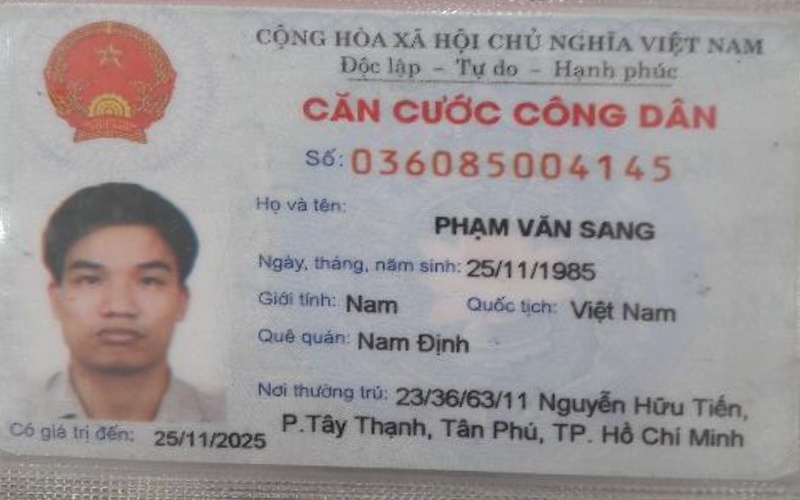 CỘNG HÒA XÃ HỘI CHỦ NGHĨA VIỆT NAM
Độc lập – Tự do – Hạnh phúc
CĂN CƯỚC CÔNG DÂN
Số: 036085004145
Họ và tên:
PHẠM VĂN SANG
Ngày, tháng, năm sinh: 25/11/1985
Giới tính: Nam Quốc tịch: Việt Nam
Quê quán: Nam Định
Nơi thường trú: 23/36/63/11 Nguyễn Hữu Tiến,
P.Tây Thạnh, Tân Phú, TP. Hồ Chí Minh
Có giá trị đến: 25/11/2025